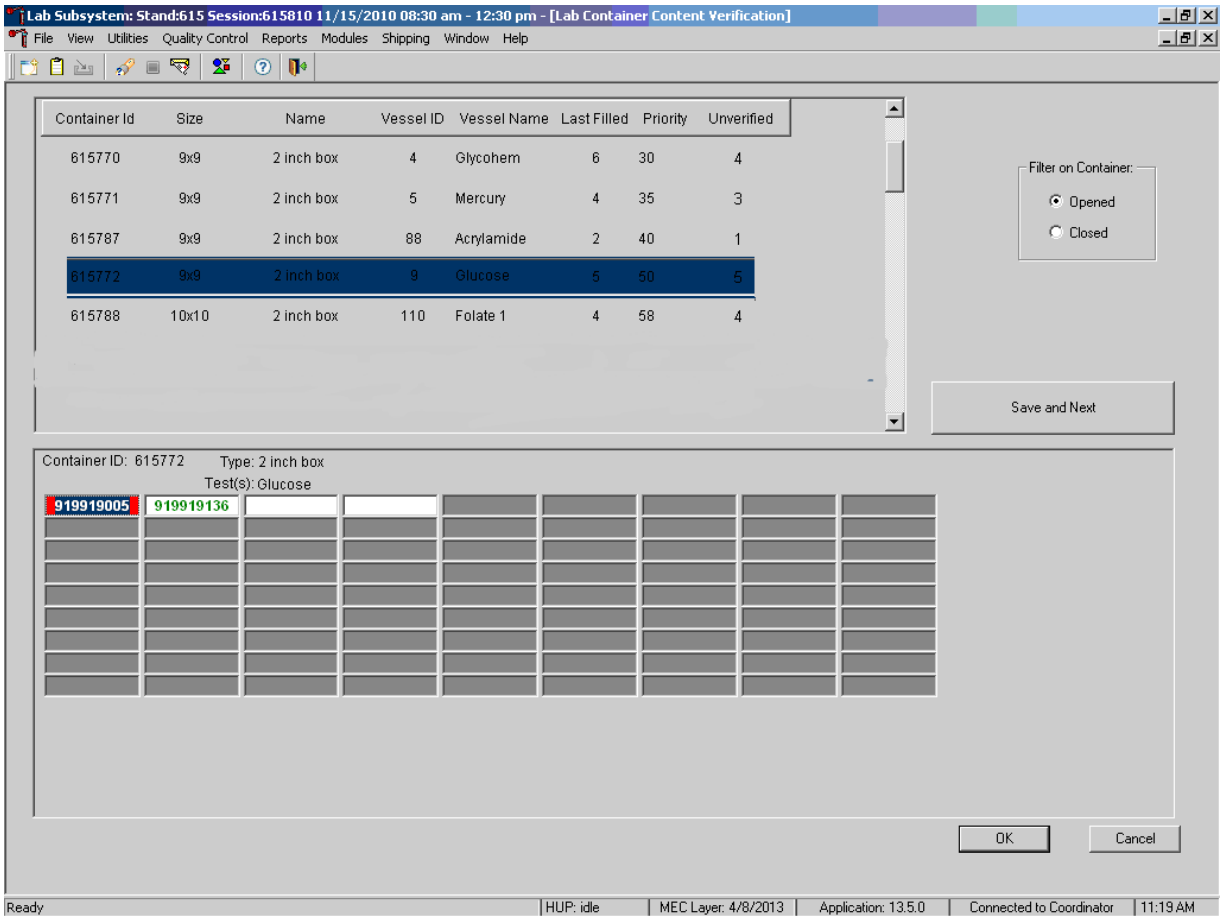 Lab Subsystem: Stand:615 Session:615810 11/15/2010 08:30 am - 12:30 pm - [Lab Container Content Verification]
File View Utilities Quality Control Reports Modules Shipping Window Help
Container Id Size Name Vessel ID Vessel Name Last Filled Priority Unverified
615770 9x9 2 inch box 4 Glycohem 6 30 4
615771 9x9 2 inch box 5 Mercury 4 35 3
615787 9x9 2 inch box 88 Acrylamide 2 40 1
615772 9x9 2 inch box 9 Glucose 5 50 5
615788 10x10 2 inch box 110 Folate 1 4 58 4
Filter on Container:
Opened
Closed
Save and Next
Container ID: 615772 Type: 2 inch box
Test(s): Glucose
919919005 919919136
OK Cancel
Ready HUP: idle MEC Layer: 4/8/2013 Application: 13.5.0 Connected to Coordinator 11:19 AM